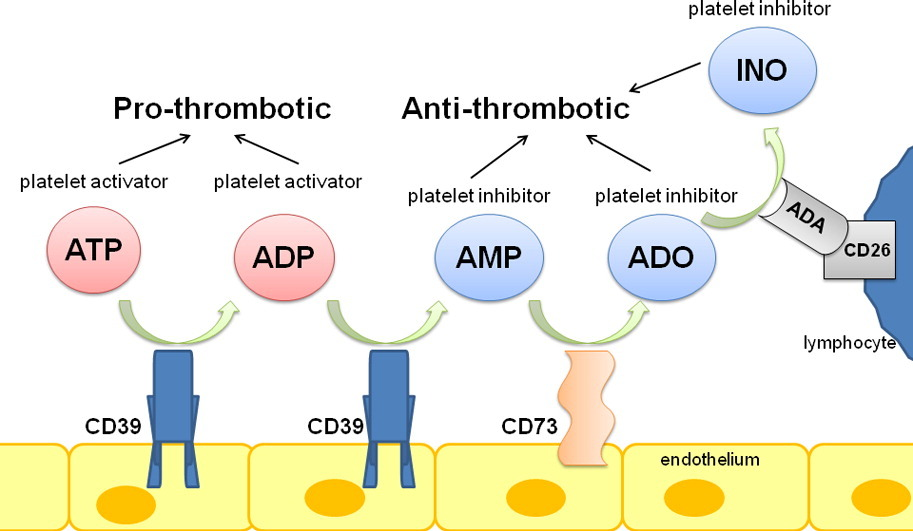 platelet inhibitor
INO
Pro-thrombotic
Anti-thrombotic
platelet activator
platelet activator
platelet inhibitor
platelet inhibitor
ATP
ADP
AMP
ADO
ADA
CD26
lymphocyte
CD39
CD39
CD73
endothelium